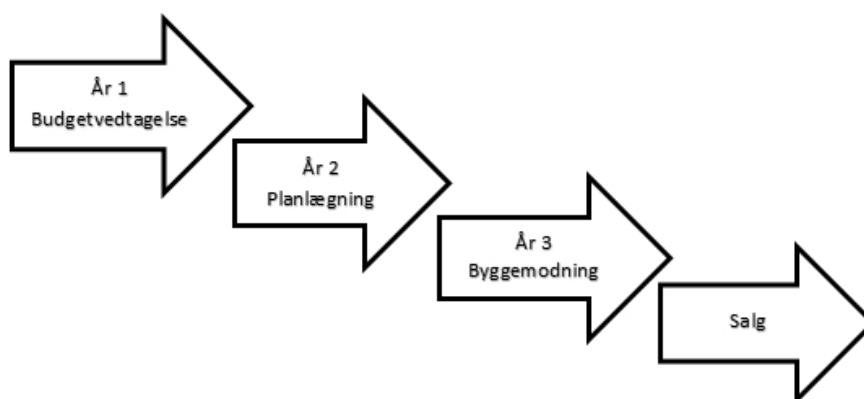 År 1
Budgetvedtagelse
År 2
Planlægning
År 3
Byggemodning
Salg